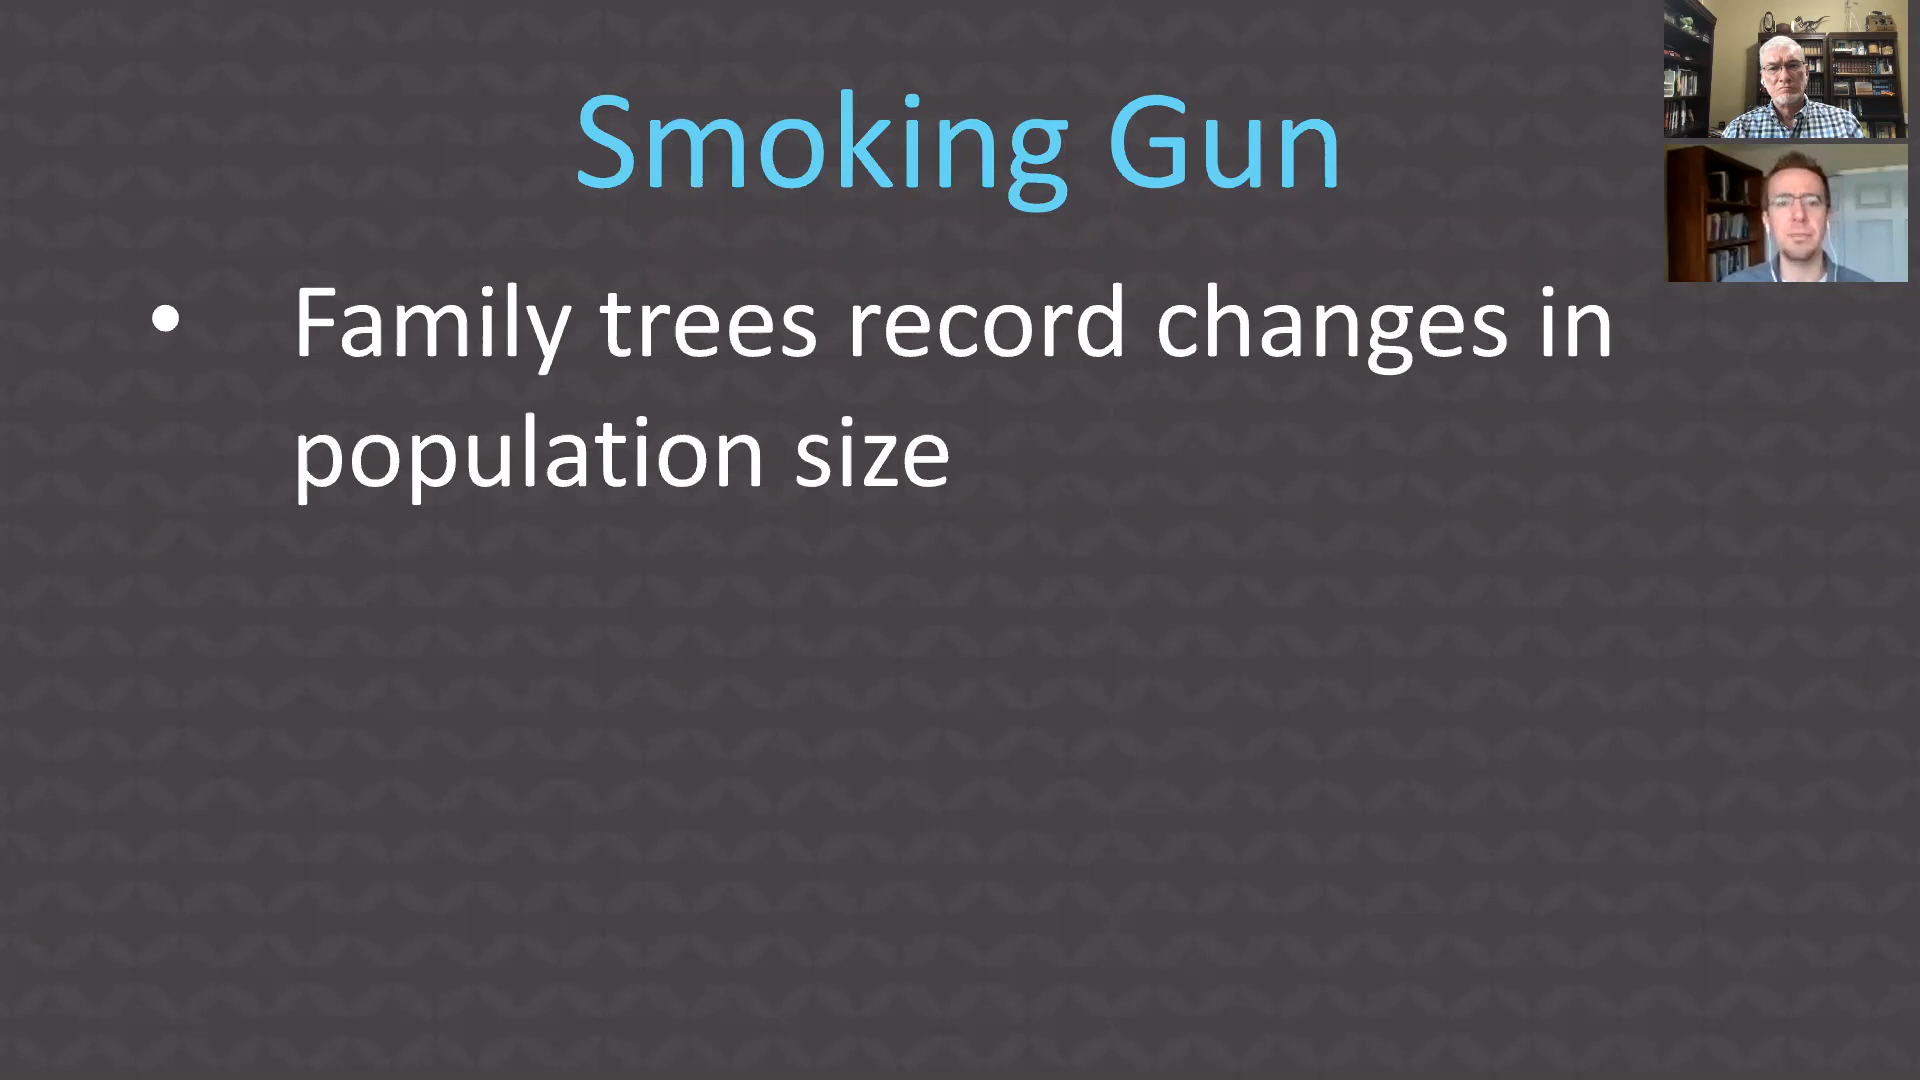 Smoking Gun
• Family trees record changes in
population size